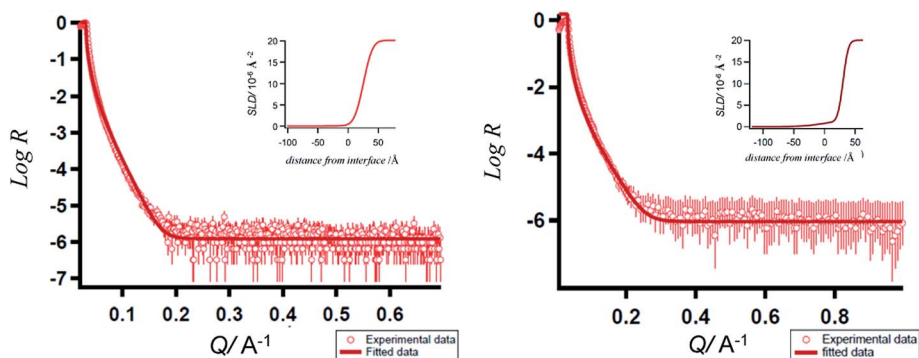 0
-1
-2
-3
-4
-5
-6
-7
Log R
0.1 0.2 0.3 0.4 0.5 0.6
Q/ A-1
20
15
10
5
0
SLD/ 10-6 Å -2
-100 -50 0 50
distance from interface /Å
Experimental data
Fitted data
0
-2
-4
-6
Log R
0.2 0.4 0.6 0.8
Q/ A-1
20
15
10
5
0
SLD/ 10-6 Å -2
-100 -50 0 50
distance from interface /Å )
Experimental data
fitted data